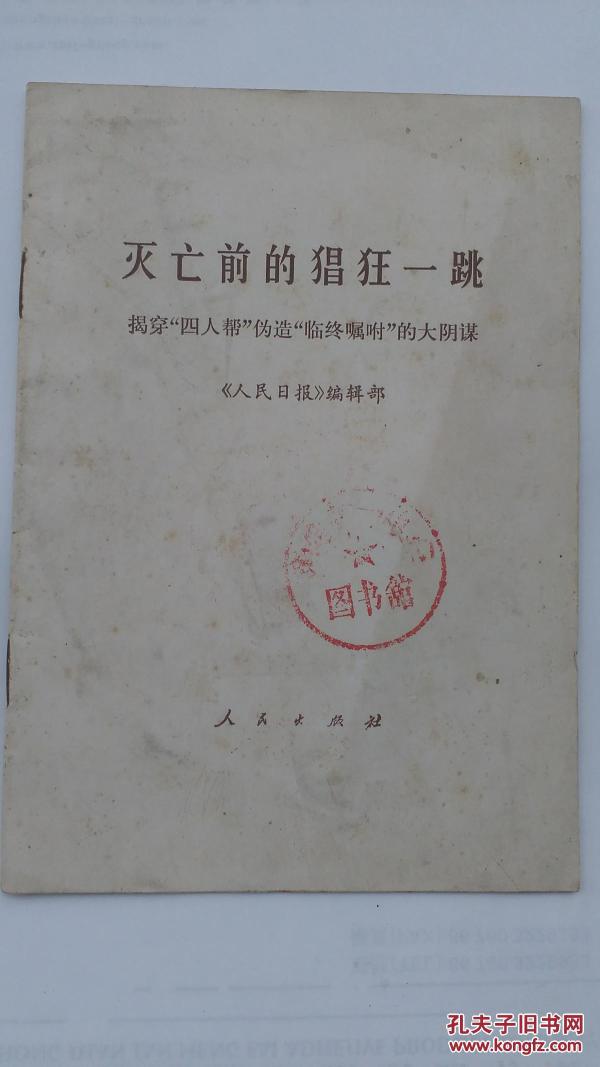 灭亡前的猖狂一跳
揭穿“四人帮”伪造“临终嘱咐”的大阴谋
《人民日报》编辑部
图书馆
人民出版社
孔夫子旧书网
www.kongfz.com